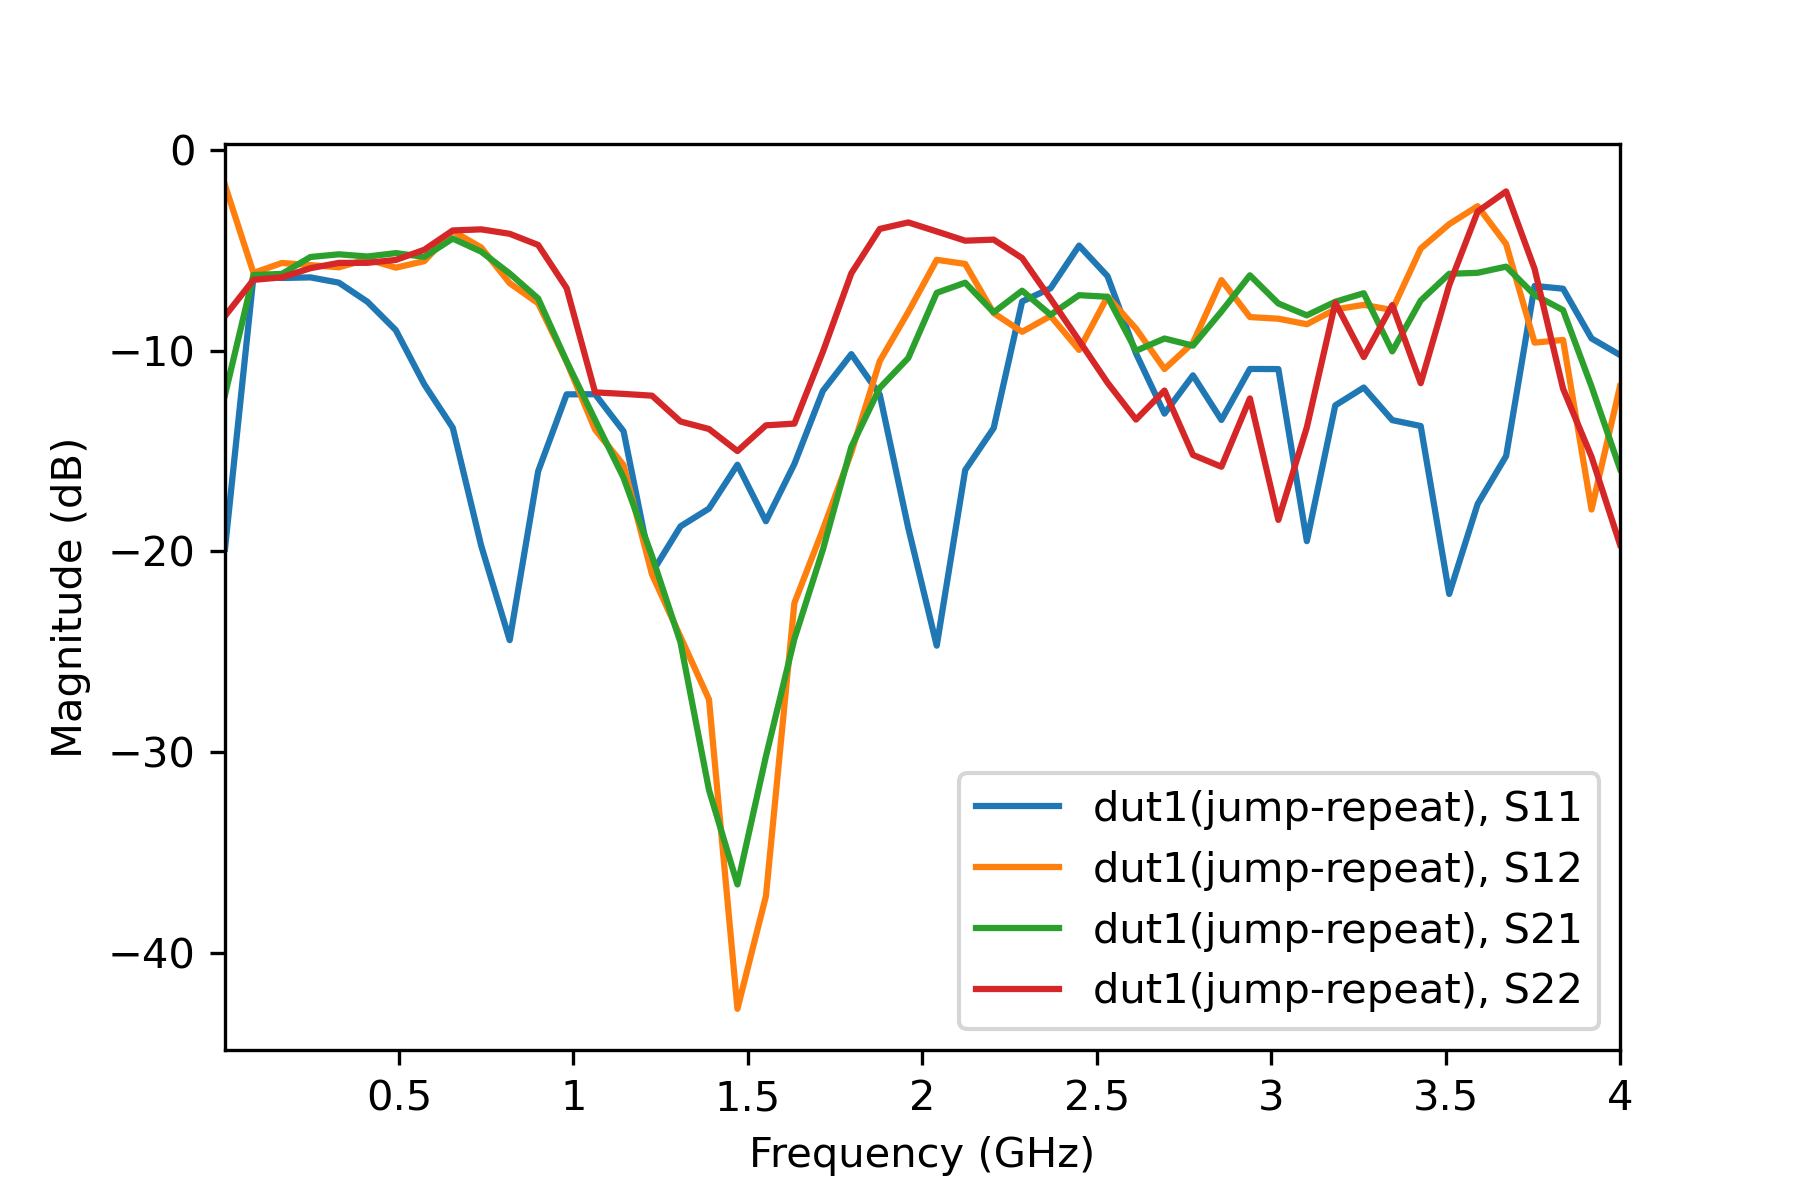 0
−10
−20
−30
−40
Magnitude (dB)
0.5 1 1.5 2 2.5 3 3.5 4
Frequency (GHz)
dut1(jump-repeat), S11
dut1(jump-repeat), S12
dut1(jump-repeat), S21
dut1(jump-repeat), S22